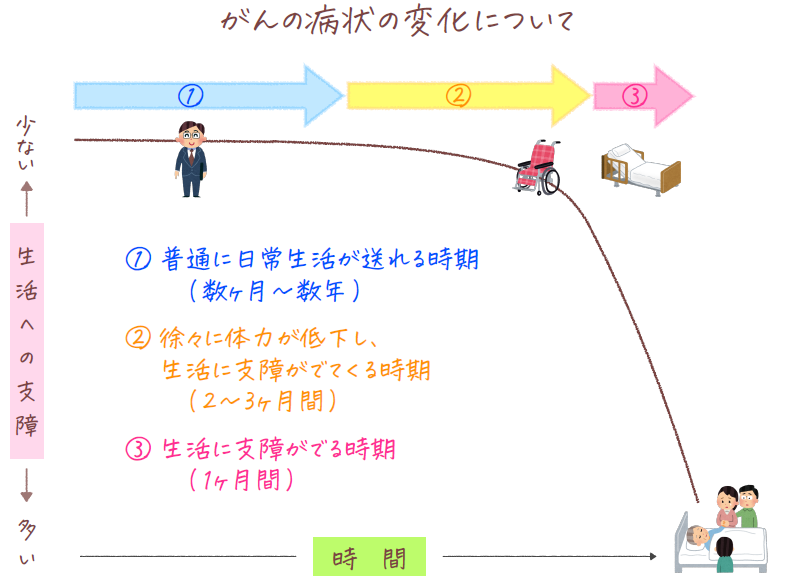 がんの病状の変化について
①
②
③
少ない
生活への支障
多い
① 普通に日常生活が送れる時期
(数ヶ月～数年)
② 徐々に体力が低下し、
生活に支障がでてくる時期
(2～3ヶ月間)
③ 生活に支障がでる時期
(1ヶ月間)
時間